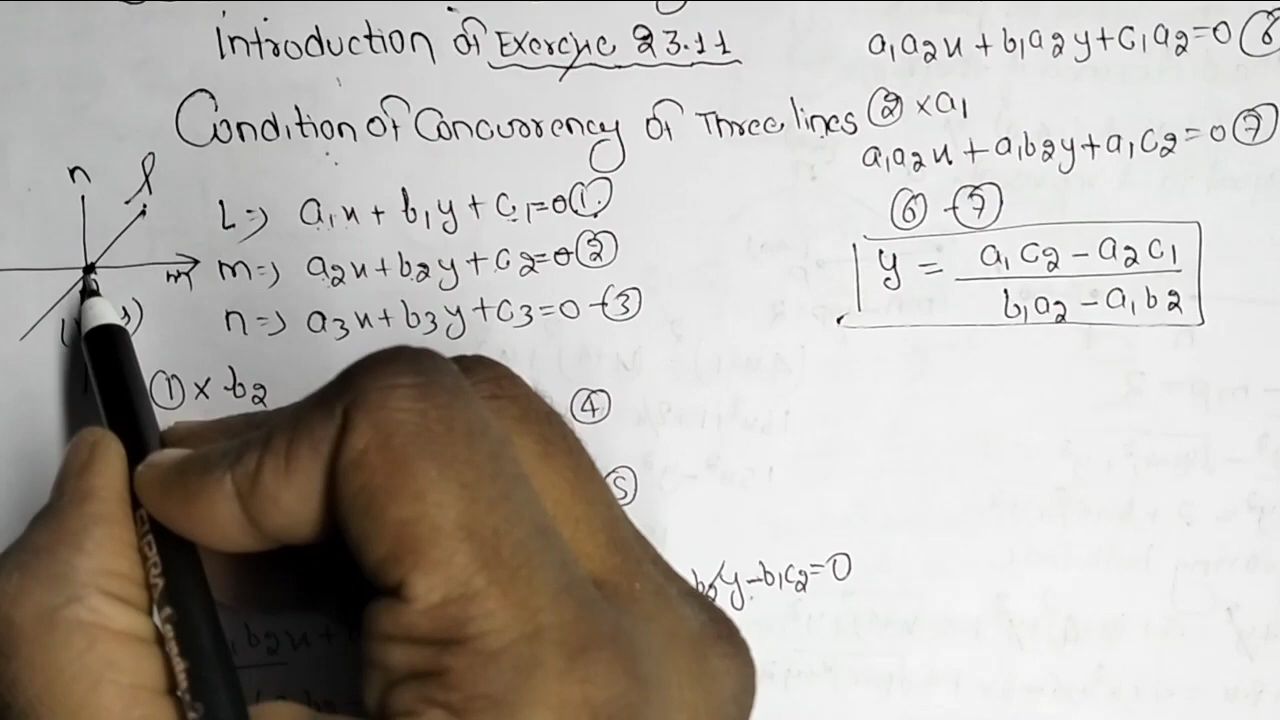 Introduction of Exercise 23.11
Condition of Concurrency of Three lines
n
l
m
L => a₁x + b₁y + c₁=0 ①
m=> a₂x+b₂y+c₂=0 ②
n=> a₃x+b₃y+c₃=0 -③
① × b₂
④
⑤
b₂y-b₁c₂=0
b₂x+
a₁a₂x + b₁a₂y + c₁a₂=0 ⑥
② × a₁
a₁a₂x + a₁b₂y + a₁c₂=0 ⑦
⑥ - ⑦
y = a₁c₂ - a₂c₁
b₁a₂ - a₁b₂